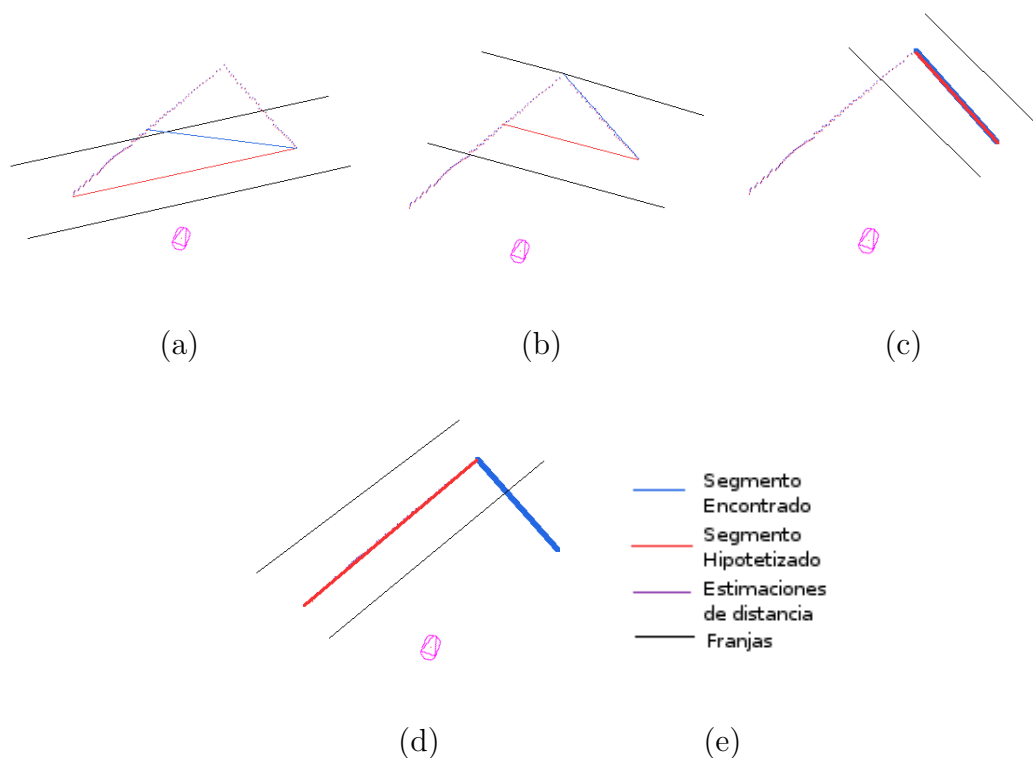 (a)
(b)
(c)
Segmento
Encontrado
Segmento
Hipotetizado
Estimaciones
de distancia
Franjas
(d)
(e)